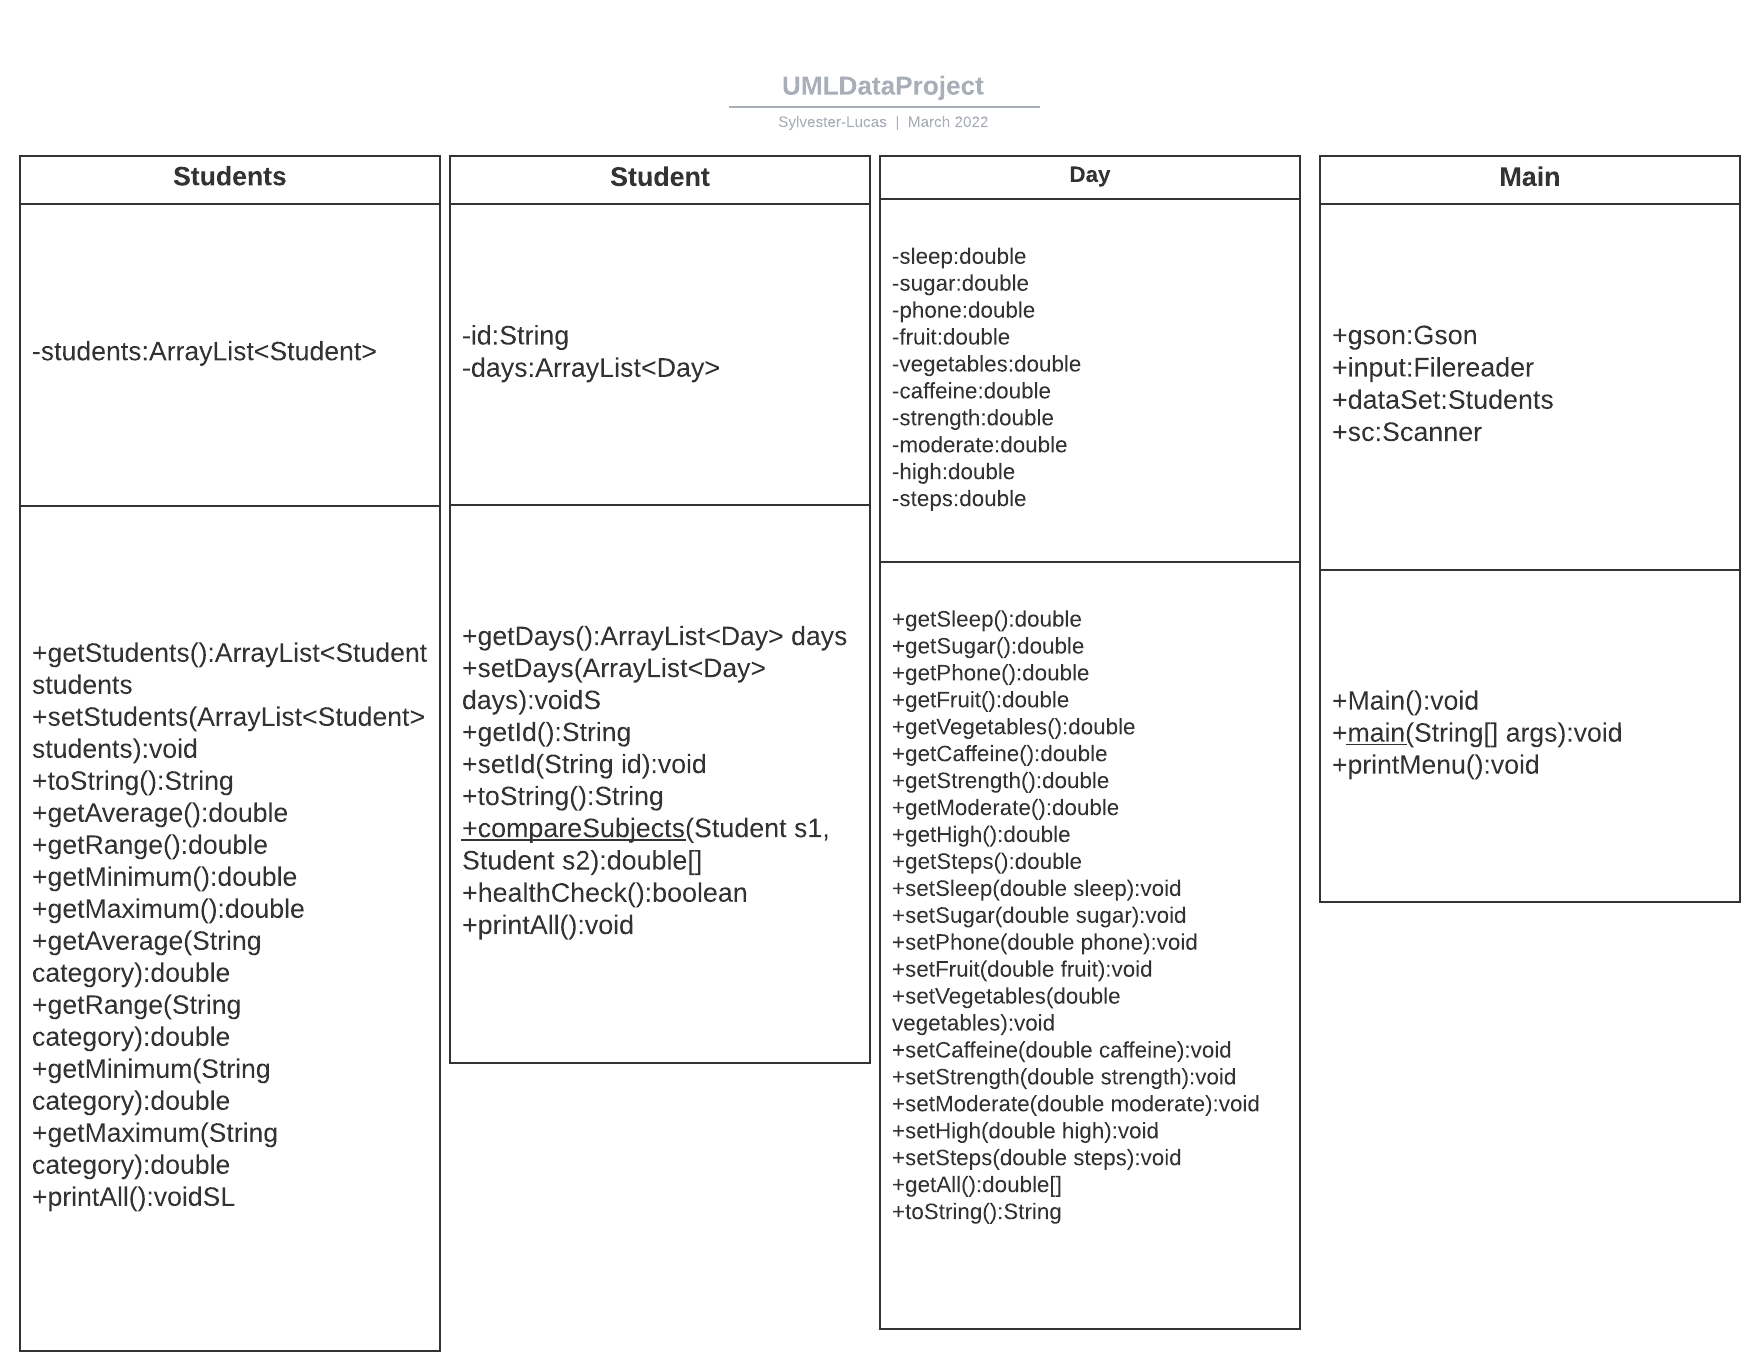 UMLDataProject
Sylvester-Lucas | March 2022
Students
-students:ArrayList<Student>
+getStudents():ArrayList<Student
students
+setStudents(ArrayList<Student>
students):void
+toString():String
+getAverage():double
+getRange():double
+getMinimum():double
+getMaximum():double
+getAverage(String
category):double
+getRange(String
category):double
+getMinimum(String
category):double
+getMaximum(String
category):double
+printAll():voidSL
Student
-id:String
-days:ArrayList<Day>
+getDays():ArrayList<Day> days
+setDays(ArrayList<Day>
days):voidS
+getId():String
+setId(String id):void
+toString():String
+compareSubjects(Student s1,
Student s2):double[]
+healthCheck():boolean
+printAll():void
Day
-sleep:double
-sugar:double
-phone:double
-fruit:double
-vegetables:double
-caffeine:double
-strength:double
-moderate:double
-high:double
-steps:double
+getSleep():double
+getSugar():double
+getPhone():double
+getFruit():double
+getVegetables():double
+getCaffeine():double
+getStrength():double
+getModerate():double
+getHigh():double
+getSteps():double
+setSleep(double sleep):void
+setSugar(double sugar):void
+setPhone(double phone):void
+setFruit(double fruit):void
+setVegetables(double
vegetables):void
+setCaffeine(double caffeine):void
+setStrength(double strength):void
+setModerate(double moderate):void
+setHigh(double high):void
+setSteps(double steps):void
+getAll():double[]
+toString():String
Main
+gson:Gson
+input:Filereader
+dataSet:Students
+sc:Scanner
+Main():void
+main(String[] args):void
+printMenu():void